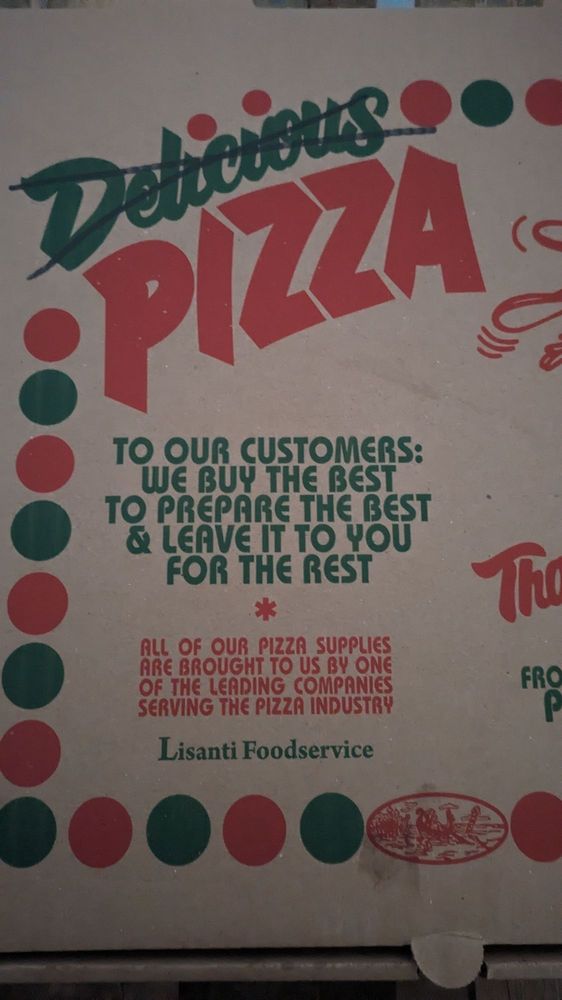 Delicious
PIZZA
TO OUR CUSTOMERS:
WE BUY THE BEST
TO PREPARE THE BEST
& LEAVE IT TO YOU
FOR THE REST
*
ALL OF OUR PIZZA SUPPLIES
ARE BROUGHT TO US BY ONE
OF THE LEADING COMPANIES
SERVING THE PIZZA INDUSTRY
Lisanti Foodservice